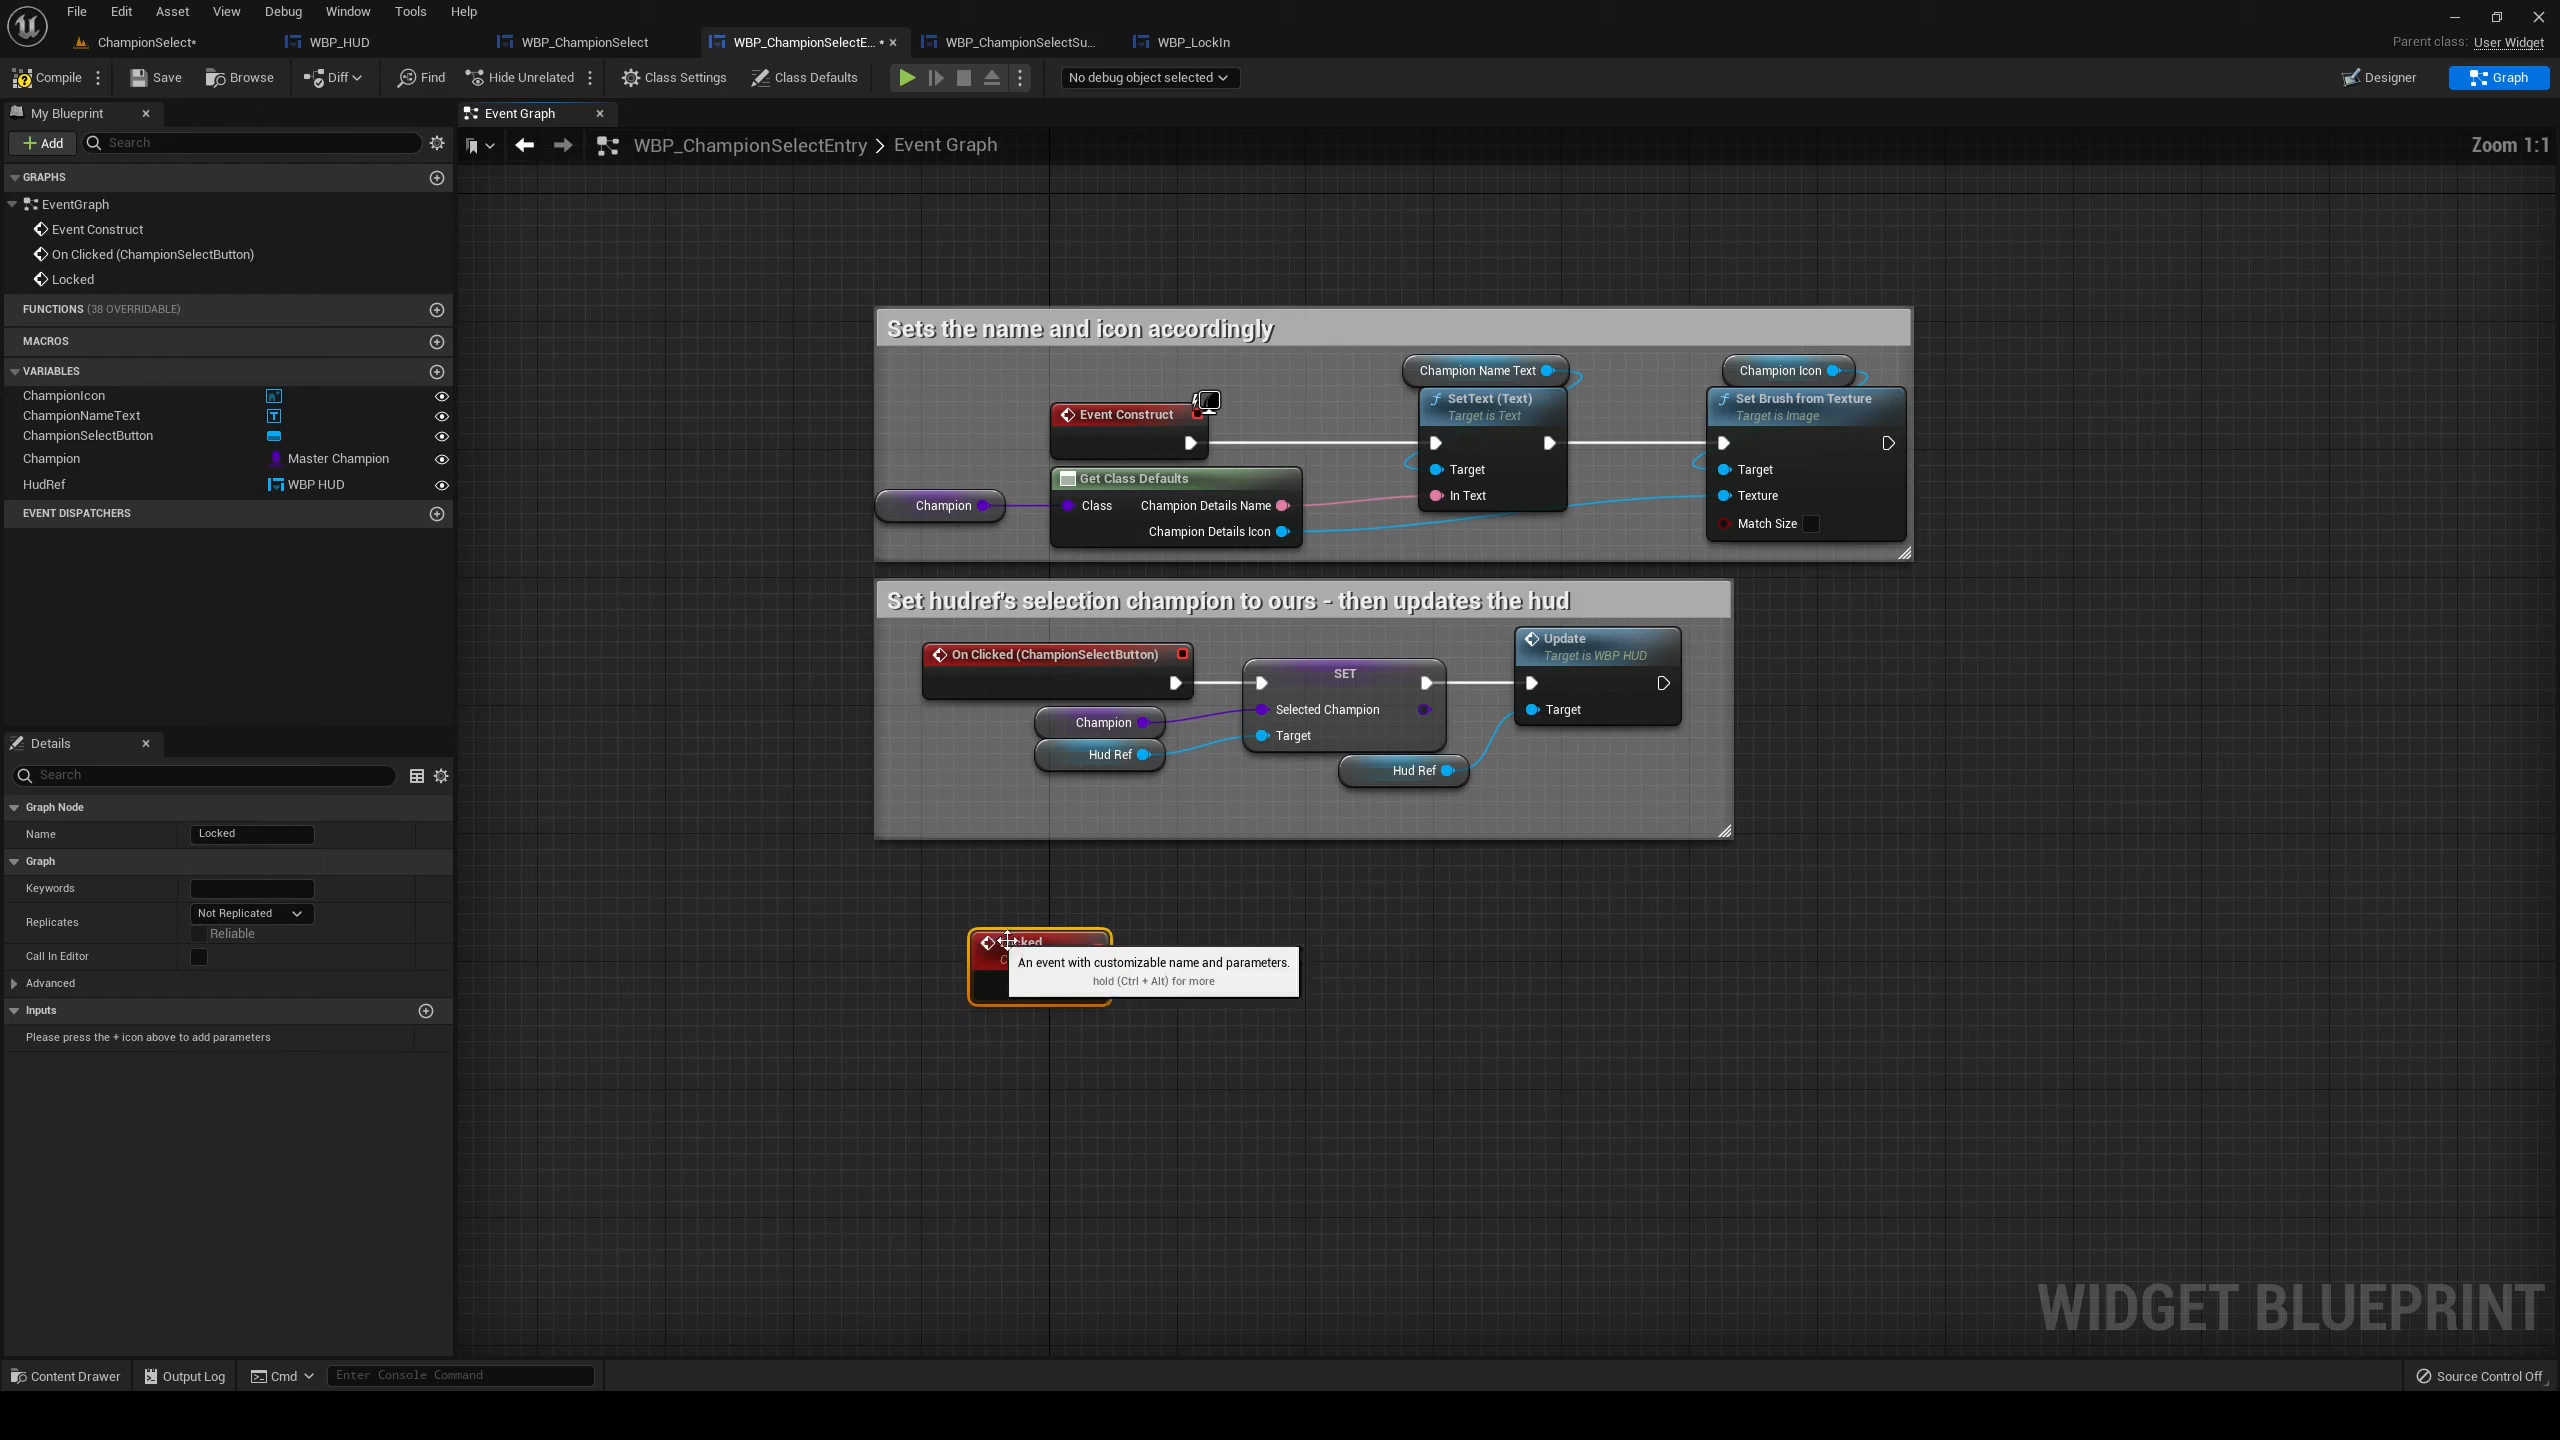 File Edit Asset View Debug Window Tools Help
ChampionSelect* WBP_HUD WBP_ChampionSelect WBP_ChampionSelectE... * WBP_ChampionSelectSu... WBP_LockIn
Parent class: User Widget
Compile Save Browse Diff Find Hide Unrelated Class Settings Class Defaults No debug object selected Designer Graph
My Blueprint
Event Graph
Add Search
WBP_ChampionSelectEntry > Event Graph
Zoom 1:1
GRAPHS
EventGraph
Event Construct
On Clicked (ChampionSelectButton)
Locked
FUNCTIONS (38 OVERRIDABLE)
MACROS
VARIABLES
ChampionIcon
ChampionNameText
ChampionSelectButton
Champion Master Champion
HudRef WBP HUD
EVENT DISPATCHERS
Sets the name and icon accordingly
Champion Name Text
Champion Icon
Event Construct
SetText (Text)
Target is Text
Target
In Text
Set Brush from Texture
Target is Image
Target
Texture
Match Size
Champion
Get Class Defaults
Class Champion Details Name
Champion Details Icon
Set hudref's selection champion to ours - then updates the hud
On Clicked (ChampionSelectButton)
Champion
Hud Ref
SET
Selected Champion
Target
Hud Ref
Update
Target is WBP HUD
Target
An event with customizable name and parameters.
hold (Ctrl + Alt) for more
Details
Search
Graph Node
Name Locked
Graph
Keywords
Replicates Not Replicated
Reliable
Call In Editor
Advanced
Inputs
Please press the + icon above to add parameters
WIDGET BLUEPRINT
Content Drawer Output Log Cmd Enter Console Command Source Control Off